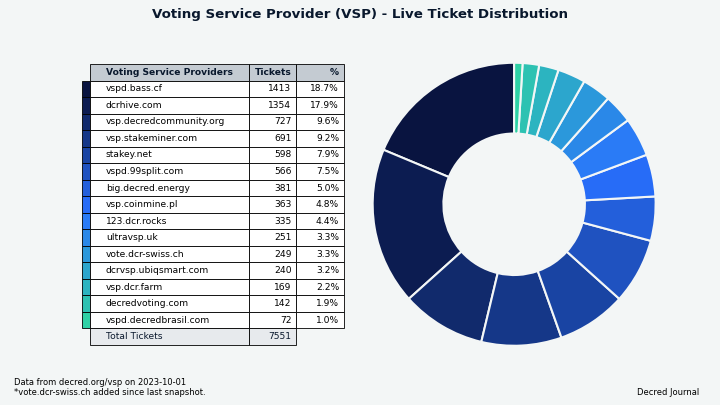 Voting Service Provider (VSP) - Live Ticket Distribution
Voting Service Providers Tickets %
vspd.bass.cf 1413 18.7%
dcrhive.com 1354 17.9%
vsp.decredcommunity.org 727 9.6%
vsp.stakeminer.com 691 9.2%
stakey.net 598 7.9%
vspd.99split.com 566 7.5%
big.decred.energy 381 5.0%
vsp.coinmine.pl 363 4.8%
123.dcr.rocks 335 4.4%
ultravsp.uk 251 3.3%
vote.dcr-swiss.ch 249 3.3%
dcrvsp.ubiqsmart.com 240 3.2%
vsp.dcr.farm 169 2.2%
decredvoting.com 142 1.9%
vspd.decredbrasil.com 72 1.0%
Total Tickets 7551
Data from decred.org/vsp on 2023-10-01
*vote.dcr-swiss.ch added since last snapshot.
Decred Journal